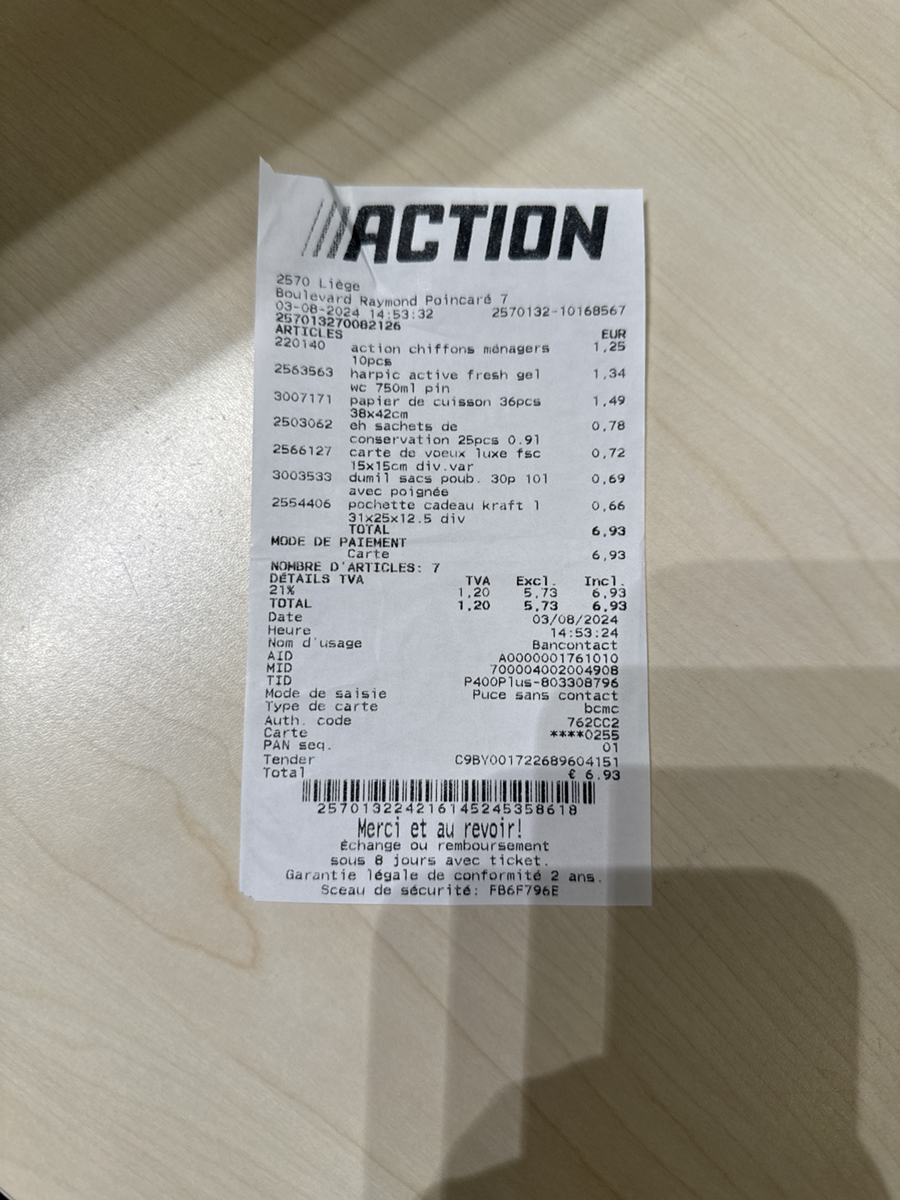 ACTION
2570 Liège
Boulevard Raymond Poincaré 7
03-08-2024 14:53:32 2570132-10168567
257013270082126
ARTICLES EUR
220140 action chiffons ménagers 1,25
10pcs
2563563 harpic active fresh gel 1,34
wc 750ml pin
3007171 papier de cuisson 36pcs 1,49
38x42cm
2503062 eh sachets de 0,78
conservation 25pcs 0.9l
2566127 carte de voeux luxe fsc 0,72
15x15cm div.var
3003533 dumil sacs poub. 30p 10l 0,69
avec poignée
2554406 pochette cadeau kraft l 0,66
31x25x12.5 div
TOTAL 6,93
MODE DE PAIEMENT
Carte 6,93
NOMBRE D'ARTICLES: 7
DÉTAILS TVA TVA Excl. Incl.
21% 1,20 5,73 6,93
TOTAL 1,20 5,73 6,93
Date 03/08/2024
Heure 14:53:24
Nom d'usage Bancontact
AID A0000001761010
MID 700004002004908
TID P400Plus-803308796
Mode de saisie Puce sans contact
Type de carte bcmc
Auth. code 762CC2
Carte ****0255
PAN seq. 01
Tender C9BY001722689604151
Total € 6.93
2570132242161452453586​18
Merci et au revoir!
Échange ou remboursement
sous 8 jours avec ticket.
Garantie légale de conformité 2 ans.
Sceau de sécurité: FB6F796E